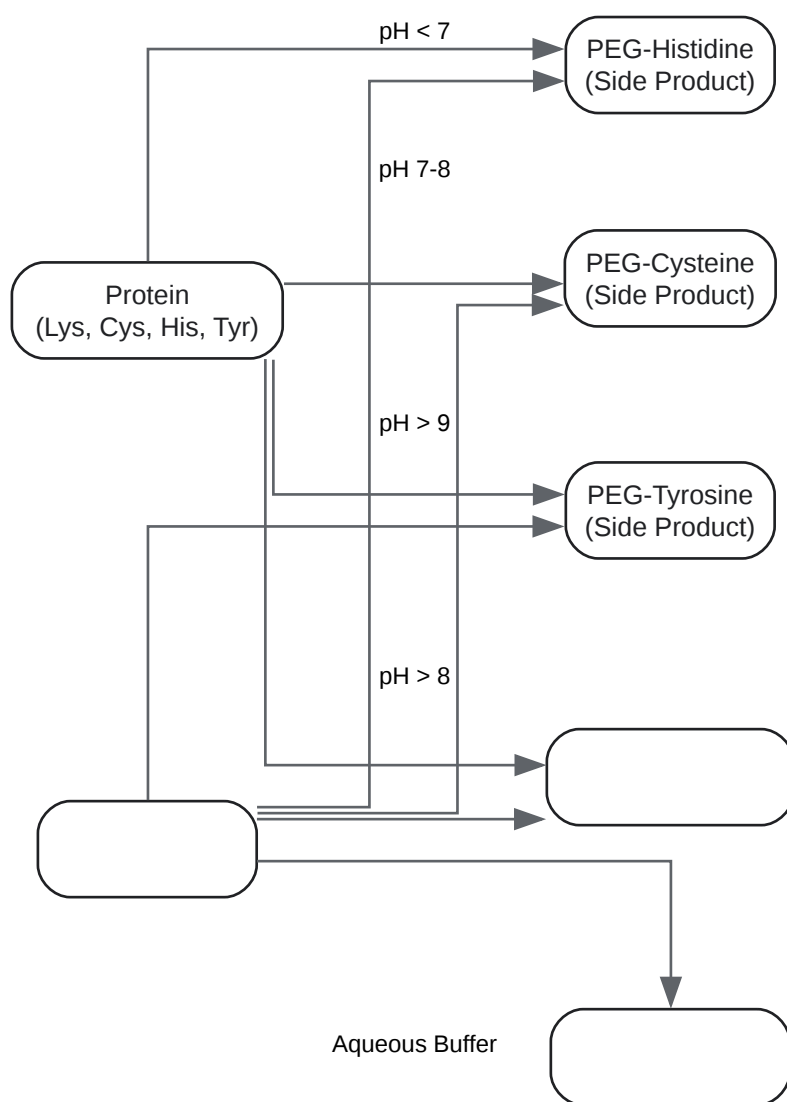 pH < 7
PEG-Histidine
(Side Product)
pH 7-8
Protein
(Lys, Cys, His, Tyr)
PEG-Cysteine
(Side Product)
pH > 9
PEG-Tyrosine
(Side Product)
pH > 8
Aqueous Buffer